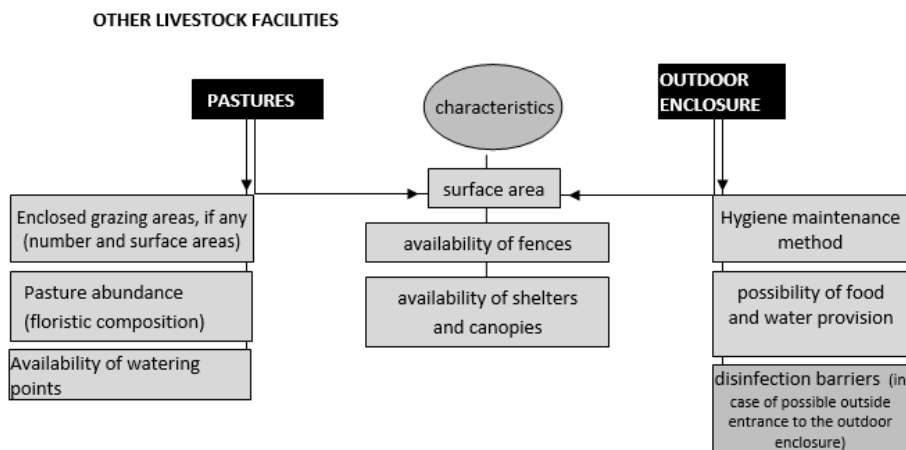 OTHER LIVESTOCK FACILITIES
PASTURES
characteristics
OUTDOOR
ENCLOSURE
surface area
Enclosed grazing areas, if any
(number and surface areas)
availability of fences
Hygiene maintenance
method
Pasture abundance
(floristic composition)
availability of shelters
and canopies
possibility of food
and water provision
Availability of watering
points
disinfection barriers (in
case of possible outside
entrance to the outdoor
enclosure)